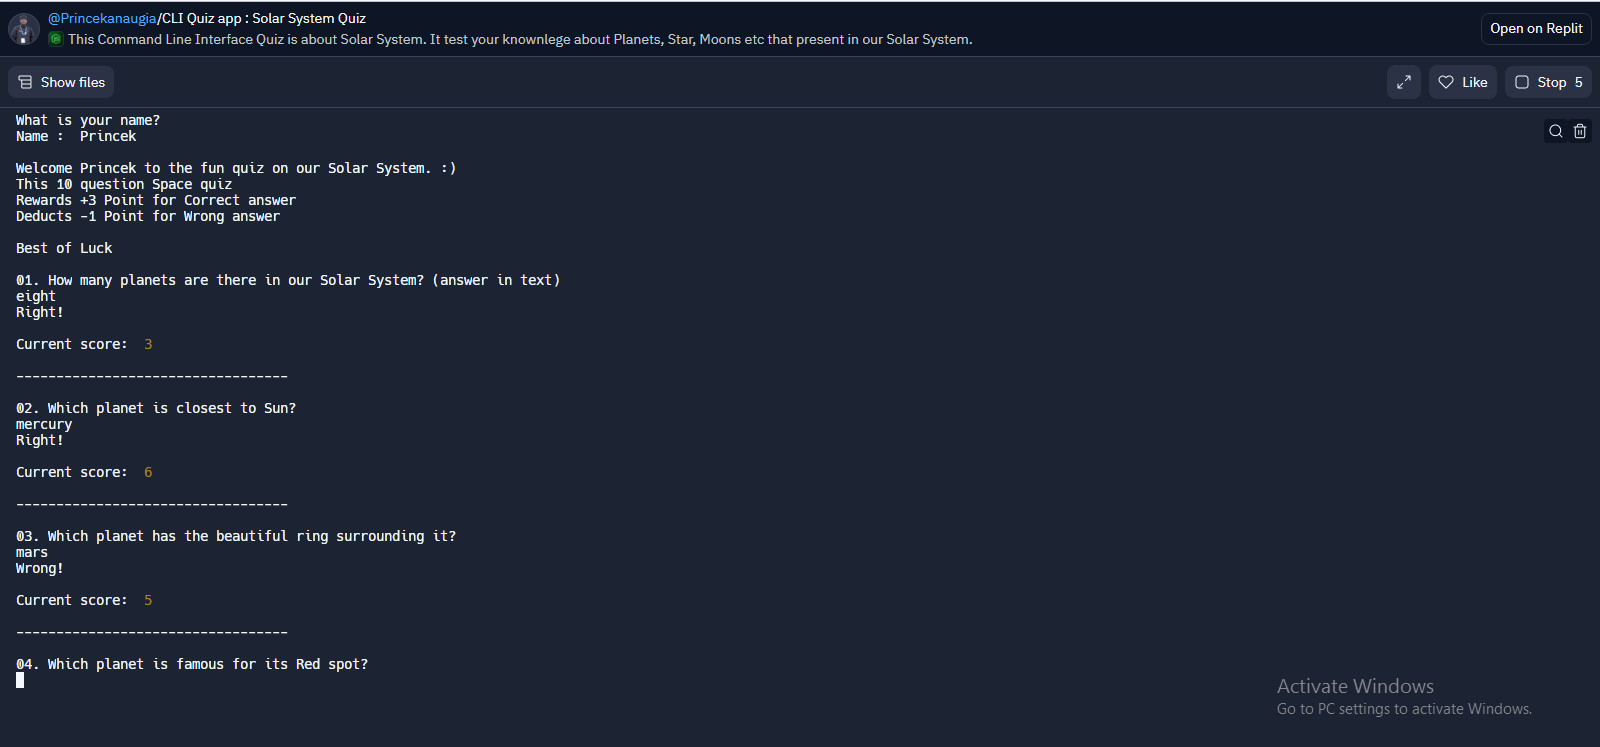 @Princekanaugia/CLI Quiz app : Solar System Quiz
This Command Line Interface Quiz is about Solar System. It test your knownlege about Planets, Star, Moons etc that present in our Solar System.
Open on Replit
Show files
Like
Stop 5
What is your name?
Name :  Princek
Welcome Princek to the fun quiz on our Solar System. :)
This 10 question Space quiz
Rewards +3 Point for Correct answer
Deducts -1 Point for Wrong answer
Best of Luck
01. How many planets are there in our Solar System? (answer in text)
eight
Right!
Current score:  3
----------------------------------
02. Which planet is closest to Sun?
mercury
Right!
Current score:  6
----------------------------------
03. Which planet has the beautiful ring surrounding it?
mars
Wrong!
Current score:  5
----------------------------------
04. Which planet is famous for its Red spot?
Activate Windows
Go to PC settings to activate Windows.